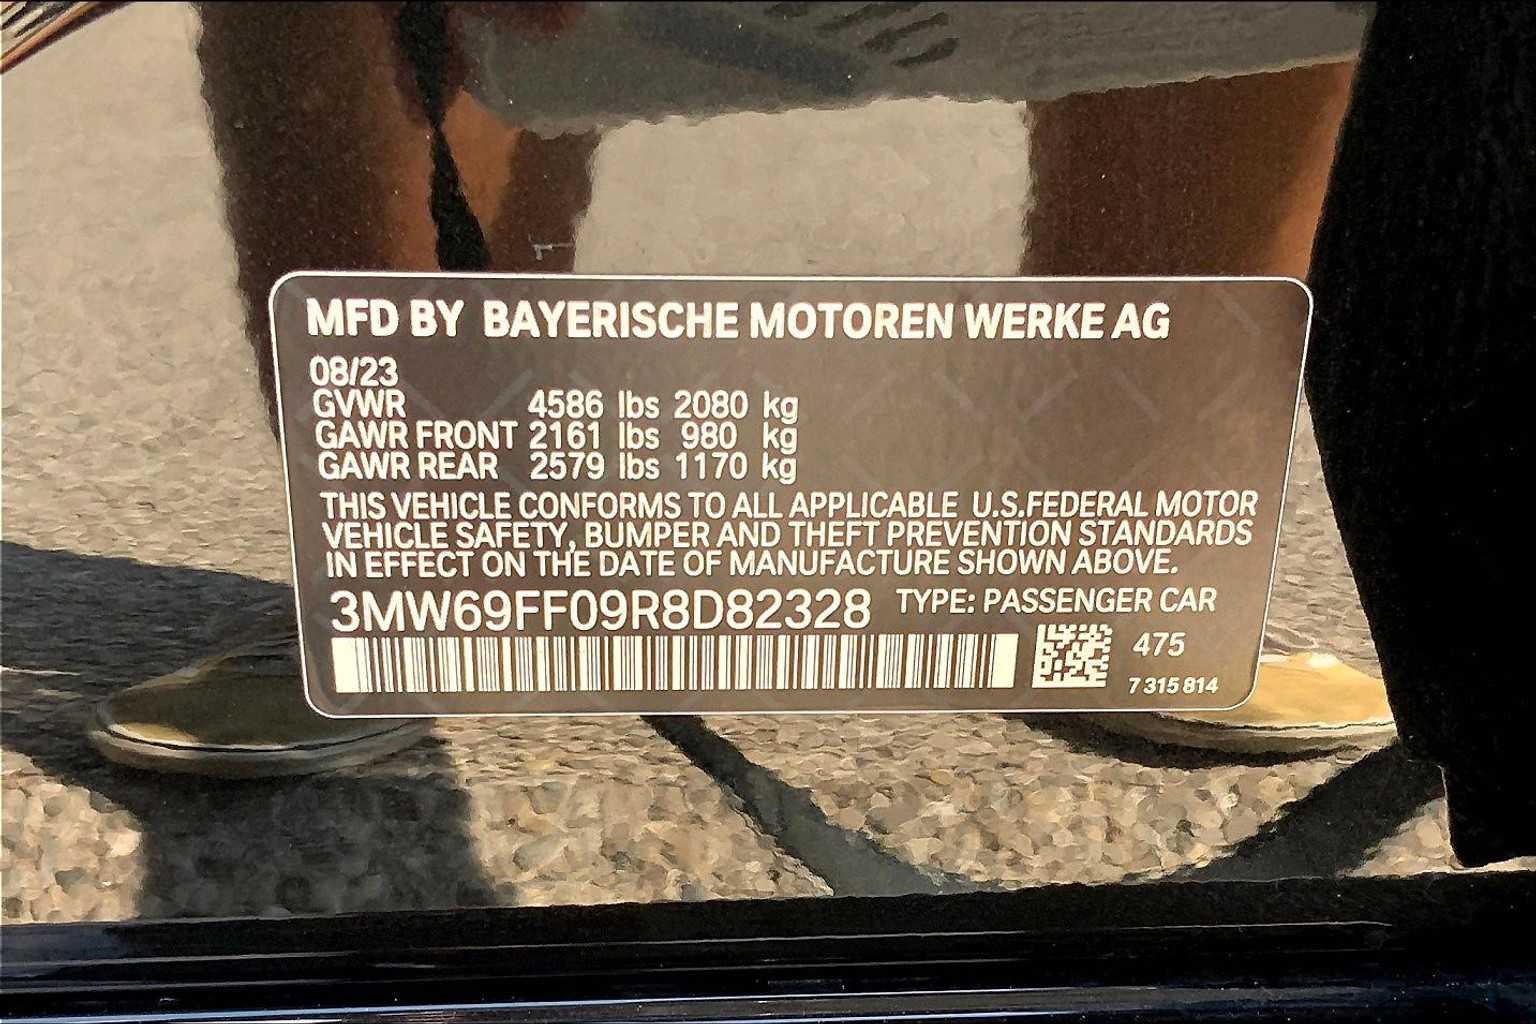 MFD BY BAYERISCHE MOTOREN WERKE AG
08/23
GVWR 4586 lbs 2080 kg
GAWR FRONT 2161 lbs 980 kg
GAWR REAR 2579 lbs 1170 kg
THIS VEHICLE CONFORMS TO ALL APPLICABLE U.S.FEDERAL MOTOR
VEHICLE SAFETY, BUMPER AND THEFT PREVENTION STANDARDS
IN EFFECT ON THE DATE OF MANUFACTURE SHOWN ABOVE.
3MW69FF09R8D82328 TYPE: PASSENGER CAR
475
7 315 814